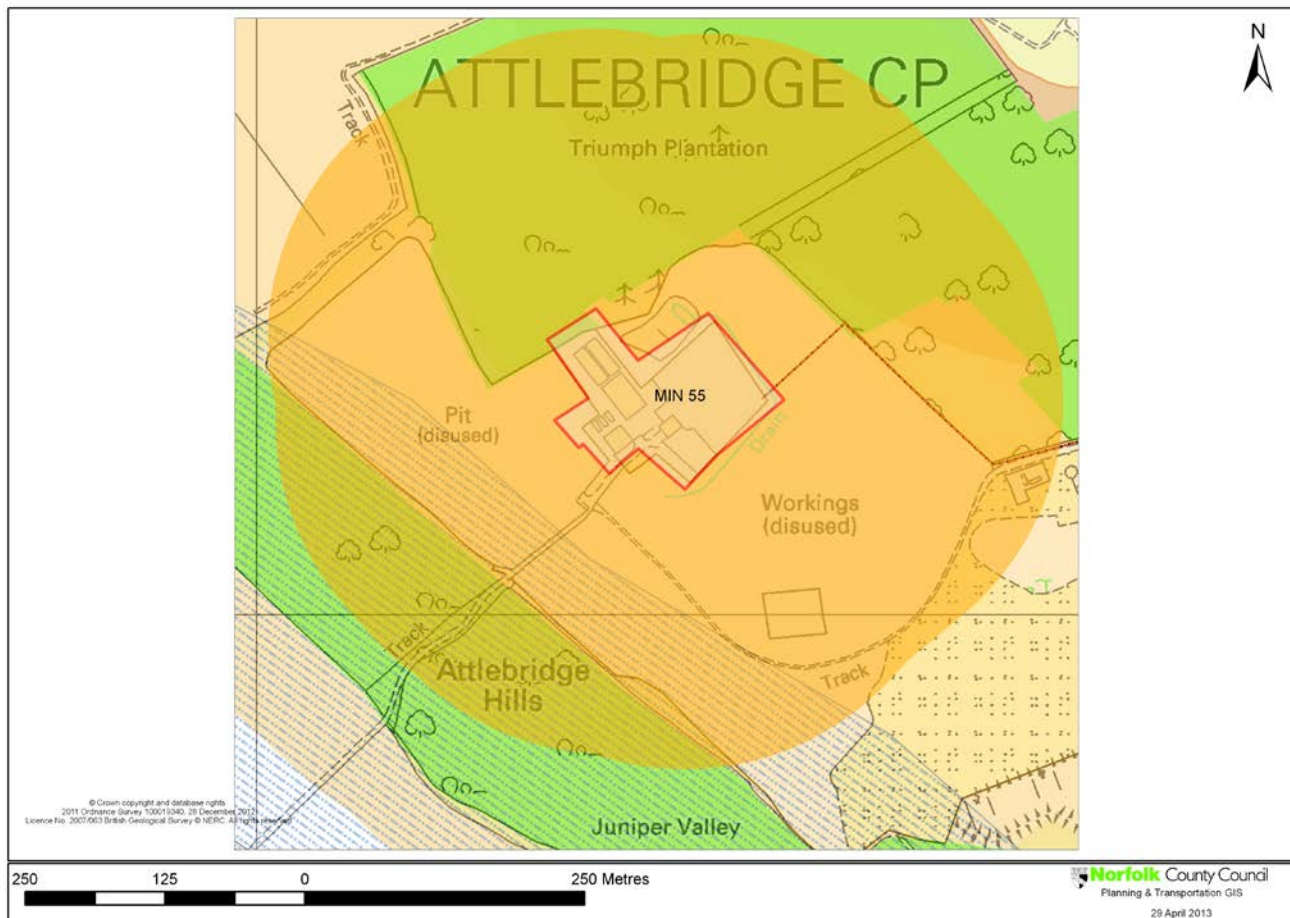 N
ATTLEBRIDGE CP
Track
Triumph Plantation
MIN 55
Pit
(disused)
Drain
Workings
(disused)
Track
Attlebridge
Hills
Track
Juniper Valley
© Crown copyright and database rights
2011 Ordnance Survey 100019340, 28 December 2012
Licence No. 2007/063 British Geological Survey © NERC. All rights reserved
250 125 0 250 Metres
Norfolk County Council
Planning & Transportation GIS
29 April 2013